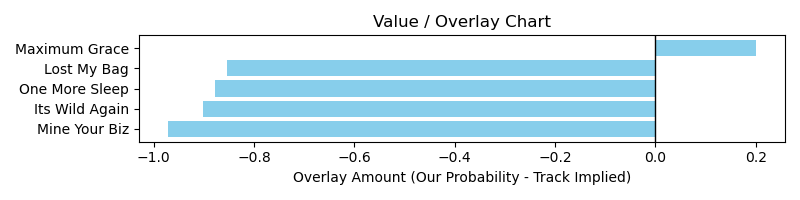 Value / Overlay Chart
Maximum Grace
Lost My Bag
One More Sleep
Its Wild Again
Mine Your Biz
−1.0 −0.8 −0.6 −0.4 −0.2 0.0 0.2
Overlay Amount (Our Probability - Track Implied)